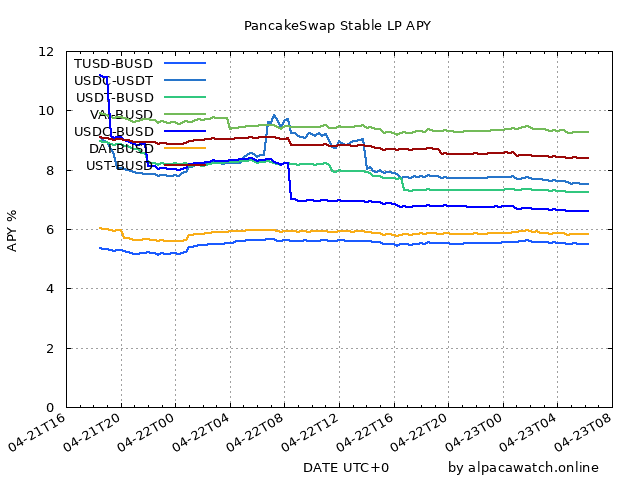 PancakeSwap Stable LP APY
12
10
8
6
4
2
0
APY %
TUSD-BUSD
USDC-USDT
USDT-BUSD
VAI-BUSD
USDC-BUSD
DAI-BUSD
UST-BUSD
04-21T16
04-21T20
04-22T00
04-22T04
04-22T08
04-22T12
04-22T16
04-22T20
04-23T00
04-23T04
04-23T08
DATE UTC+0
by alpacawatch.online